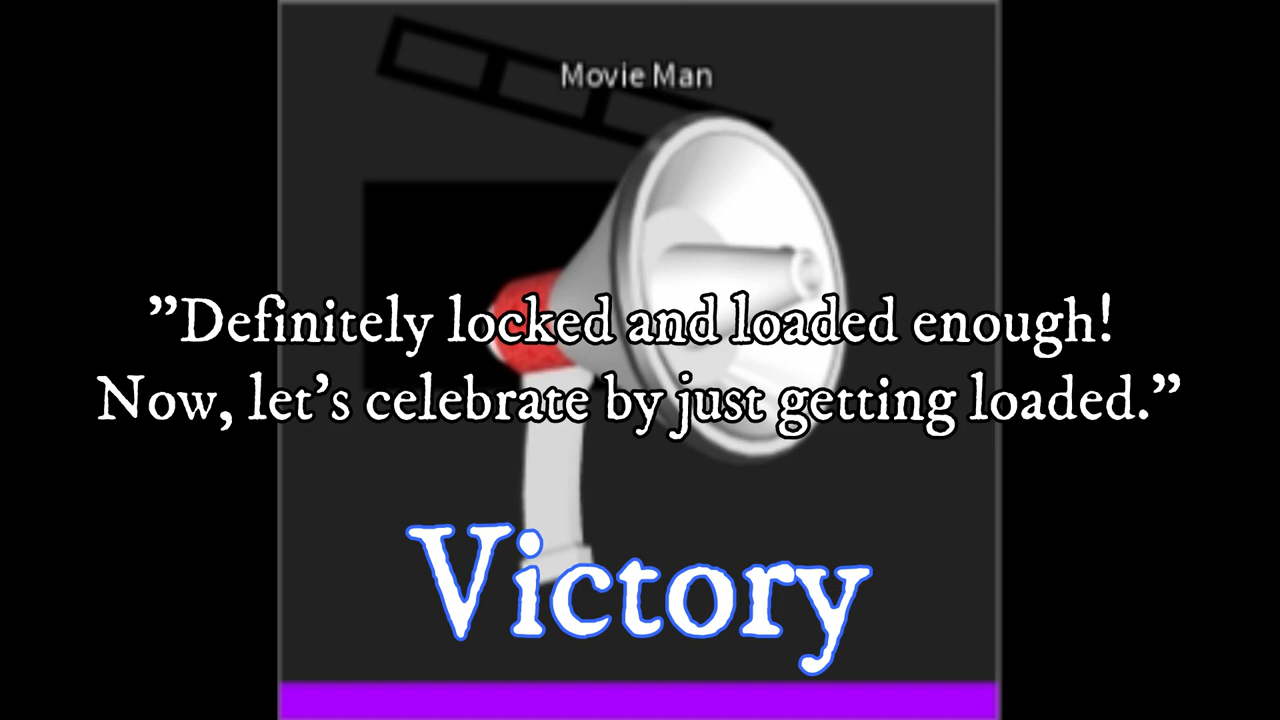 Movie Man
”Definitely locked and loaded enough!
Now, let’s celebrate by just getting loaded.”
Victory